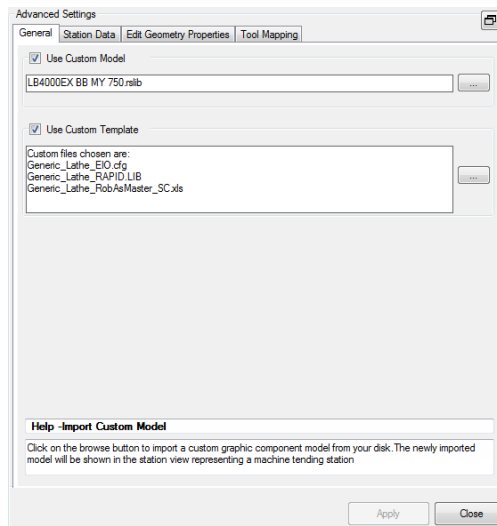 Advanced Settings
General Station Data Edit Geometry Properties Tool Mapping
Use Custom Model
LB4000EX BB MY 750.rslib
...
Use Custom Template
Custom files chosen are:
Generic_Lathe_EIO.cfg
Generic_Lathe_RAPID.LIB
Generic_Lathe_RobAsMaster_SC.xls
...
Help -Import Custom Model
Click on the browse button to import a custom graphic component model from your disk.The newly imported
model will be shown in the station view representing a machine tending station
Apply Close